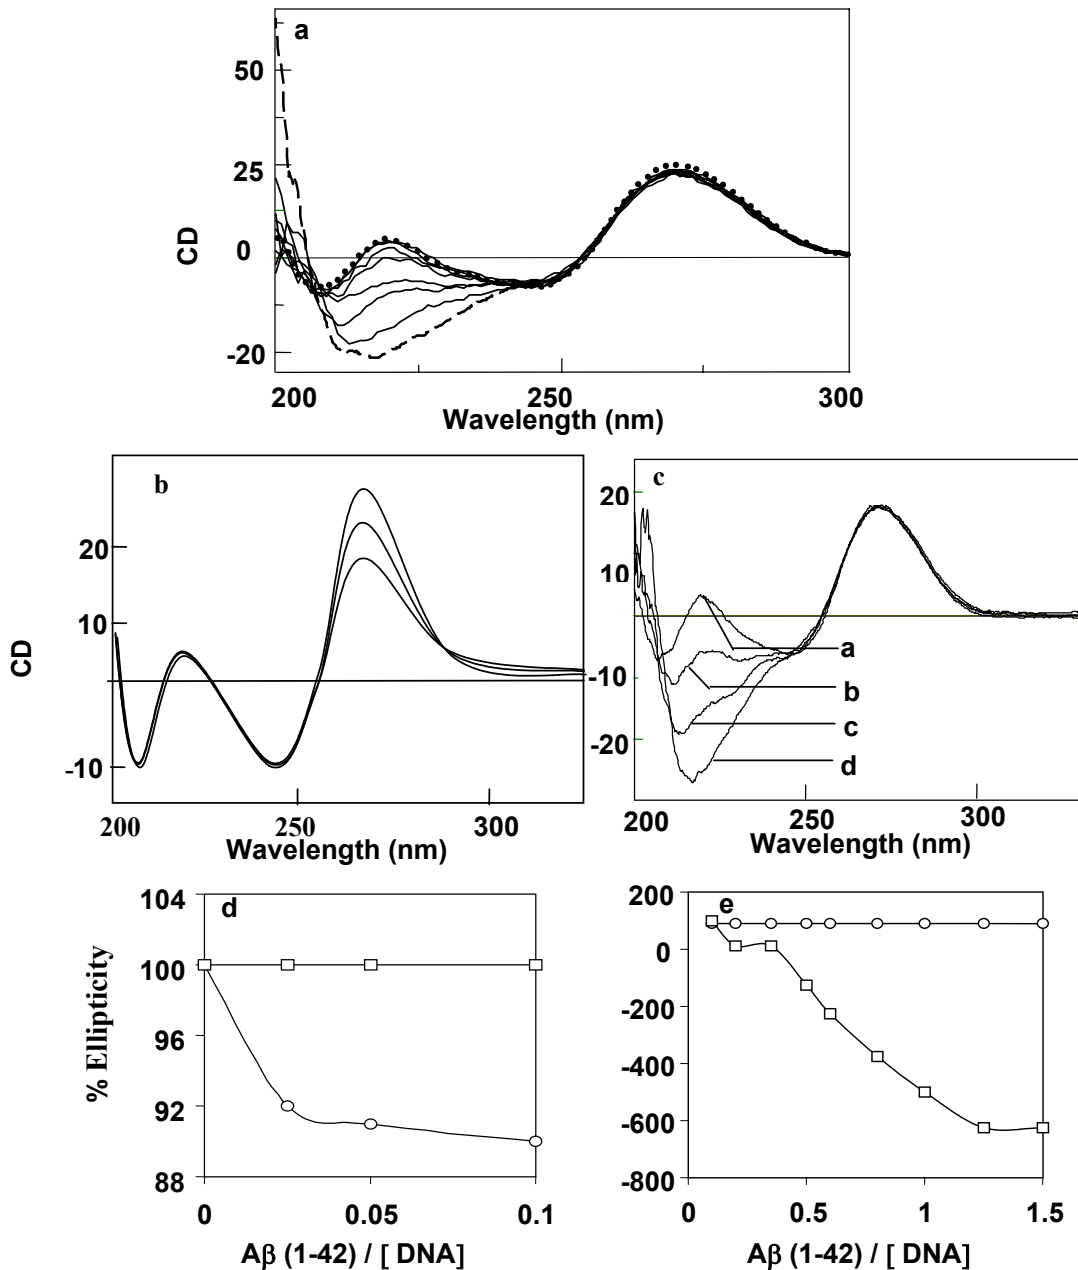 a
50
25
0
-20
CD
200 250 300
Wavelength (nm)
b
20
10
-10
CD
200 250 300
Wavelength (nm)
c
20
10
-10
-20
a
b
c
d
200 250 300
Wavelength (nm)
d
104
100
96
92
88
% Ellipticity
0 0.05 0.1
Aβ (1-42) / [ DNA]
e
200
0
-200
-400
-600
-800
0 0.5 1 1.5
Aβ (1-42) / [ DNA]